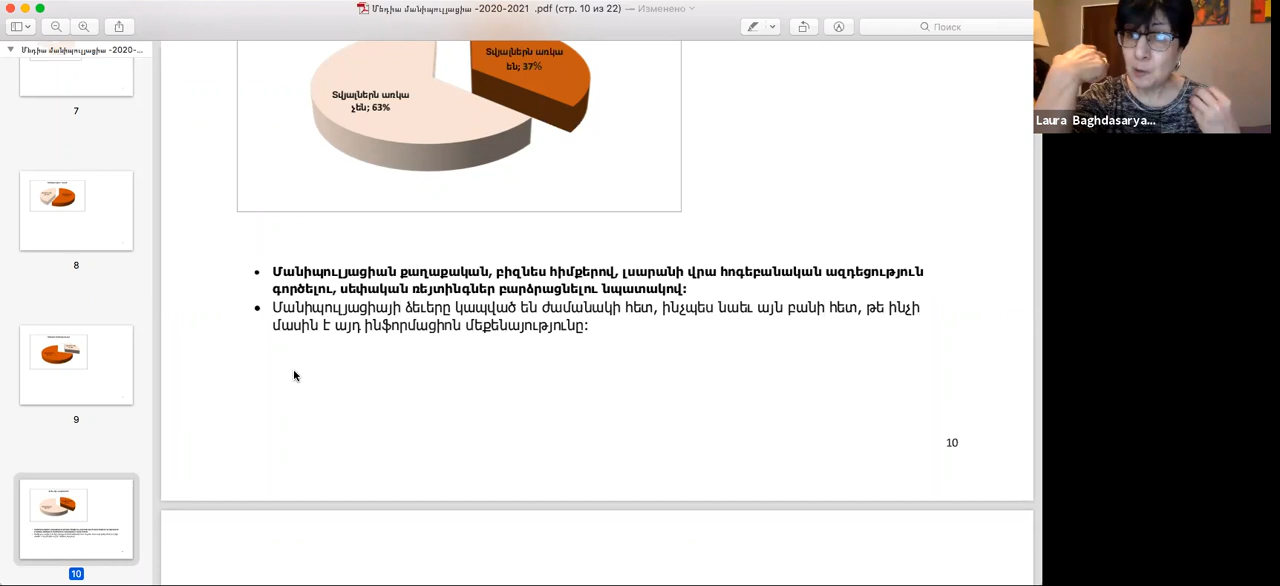 Մեդիա մանիպուլյացիա -2020-2021 .pdf (стр. 10 из 22) — Изменено
Поиск
Մեդիա մանիպուլյացիա -2020-...
7
8
9
10
Տվյալներն առկա
են; 37%
Տվյալներն առկա
չեն; 63%
• Մանիպուլյացիան քաղաքական, բիզնես հիմքերով, լսարանի վրա հոգեբանական ազդեցություն
գործելու, սեփական ռեյտինգներ բարձրացնելու նպատակով:
• Մանիպուլյացիայի ձեւերը կապված են ժամանակի հետ, ինչպես նաեւ այն բանի հետ, թե ինչի
մասին է այդ ինֆորմացիոն մեքենայությունը:
10
Laura Baghdasarya...